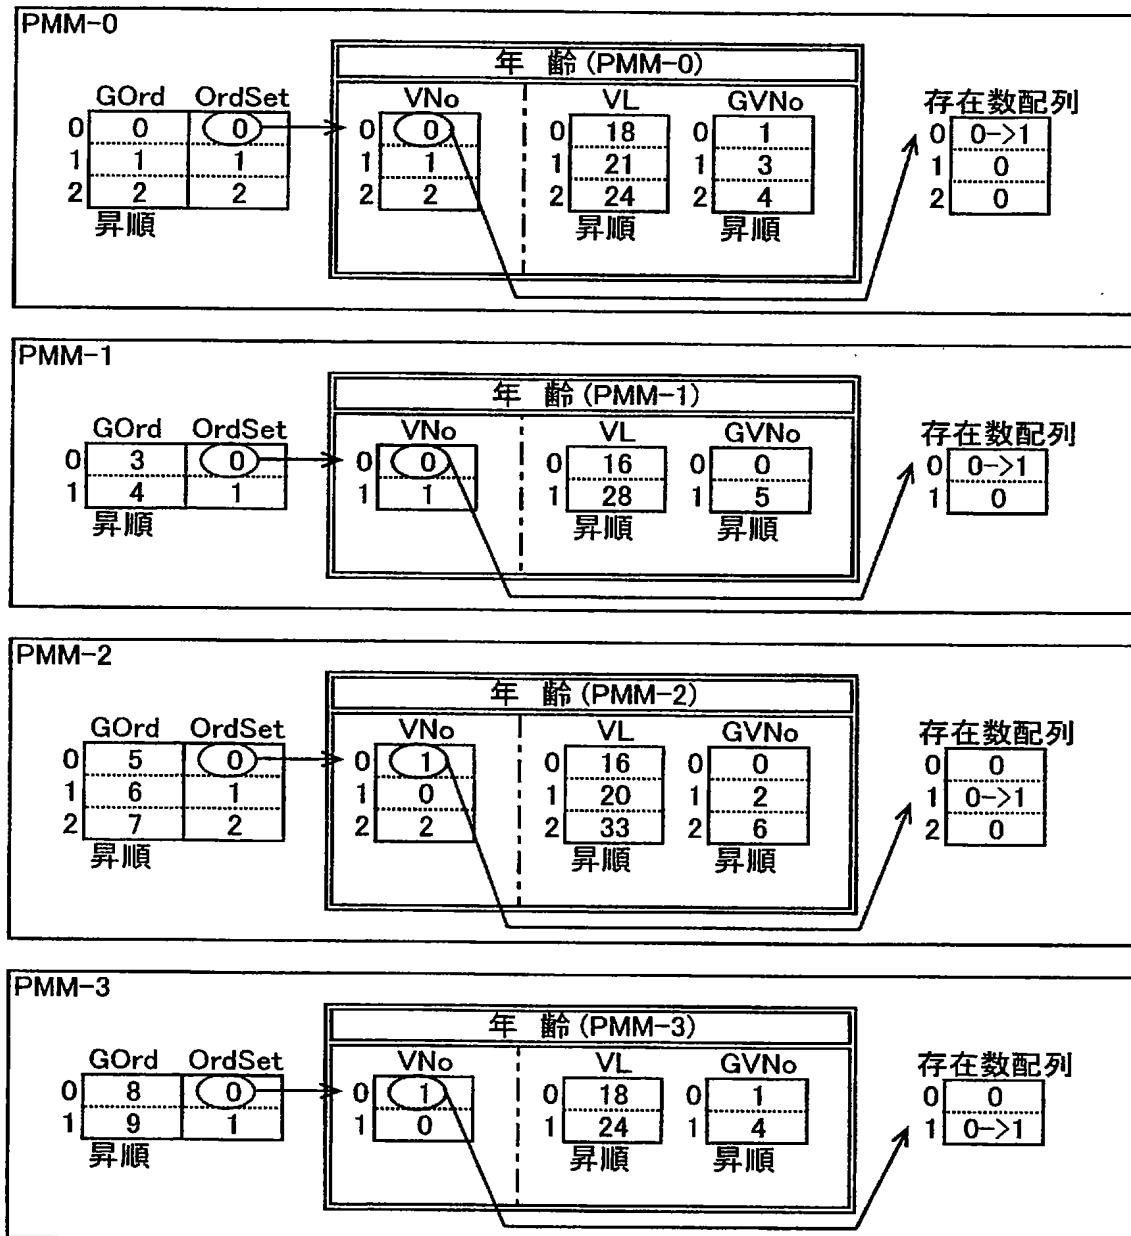 PMM-0
年 齢(PMM-0)
GOrd OrdSet VNo VL GVNo 存在数配列
0 0 0 0 0 0 18 0 1 0 0->1
1 1 1 1 1 1 21 1 3 1 0
2 2 2 2 2 2 24 2 4 2 0
昇順 昇順 昇順
PMM-1
年 齢(PMM-1)
GOrd OrdSet VNo VL GVNo 存在数配列
0 3 0 0 0 0 16 0 0 0 0->1
1 4 1 1 1 1 28 1 5 1 0
昇順 昇順 昇順
PMM-2
年 齢(PMM-2)
GOrd OrdSet VNo VL GVNo 存在数配列
0 5 0 0 1 0 16 0 0 0 0
1 6 1 1 0 1 20 1 2 1 0->1
2 7 2 2 2 2 33 2 6 2 0
昇順 昇順 昇順
PMM-3
年 齢(PMM-3)
GOrd OrdSet VNo VL GVNo 存在数配列
0 8 0 0 1 0 18 0 1 0 0
1 9 1 1 0 1 24 1 4 1 0->1
昇順 昇順 昇順